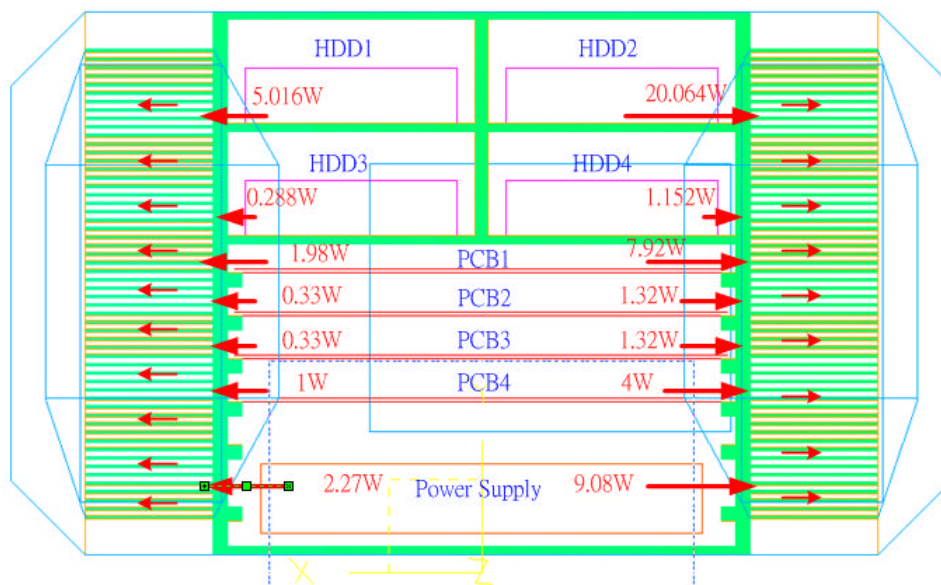 HDD1 HDD2
5.016W 20.064W
HDD3 HDD4
0.288W 1.152W
1.98W PCB1 7.92W
0.33W PCB2 1.32W
0.33W PCB3 1.32W
1W PCB4 4W
2.27W Power Supply 9.08W
X Z